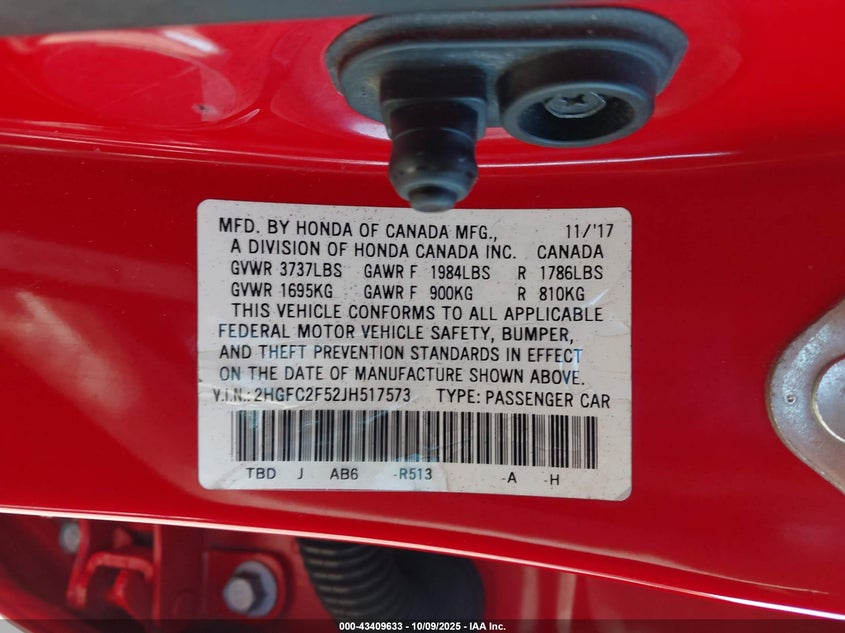 MFD. BY HONDA OF CANADA MFG., 11/'17
A DIVISION OF HONDA CANADA INC. CANADA
GVWR 3737LBS GAWR F 1984LBS R 1786LBS
GVWR 1695KG GAWR F 900KG R 810KG
THIS VEHICLE CONFORMS TO ALL APPLICABLE
FEDERAL MOTOR VEHICLE SAFETY, BUMPER,
AND THEFT PREVENTION STANDARDS IN EFFECT
ON THE DATE OF MANUFACTURE SHOWN ABOVE.
V.I.N.: 2HGFC2F52JH517573 TYPE: PASSENGER CAR
TBD J AB6 -R513 -A -H
000-43409633 - 10/09/2025 - IAA Inc.